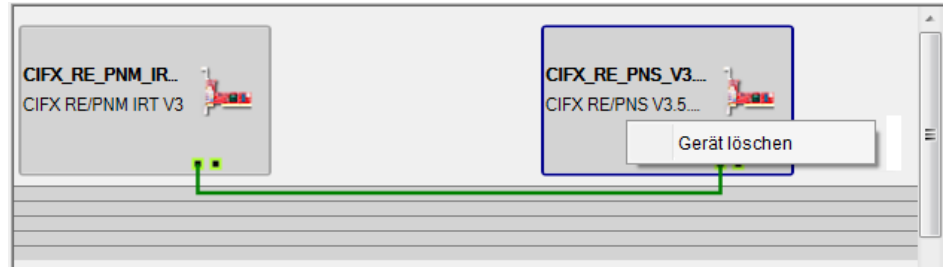 CIFX_RE_PNM_IR...
CIFX RE/PNM IRT V3
CIFX_RE_PNS_V3....
CIFX RE/PNS V3.5....
Gerät löschen